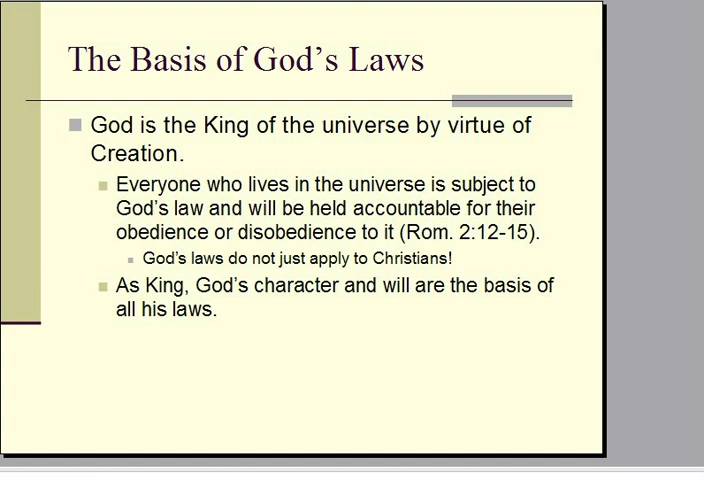 The Basis of God's Laws
God is the King of the universe by virtue of
Creation.
Everyone who lives in the universe is subject to
God's law and will be held accountable for their
obedience or disobedience to it (Rom. 2:12-15).
God's laws do not just apply to Christians!
As King, God's character and will are the basis of
all his laws.